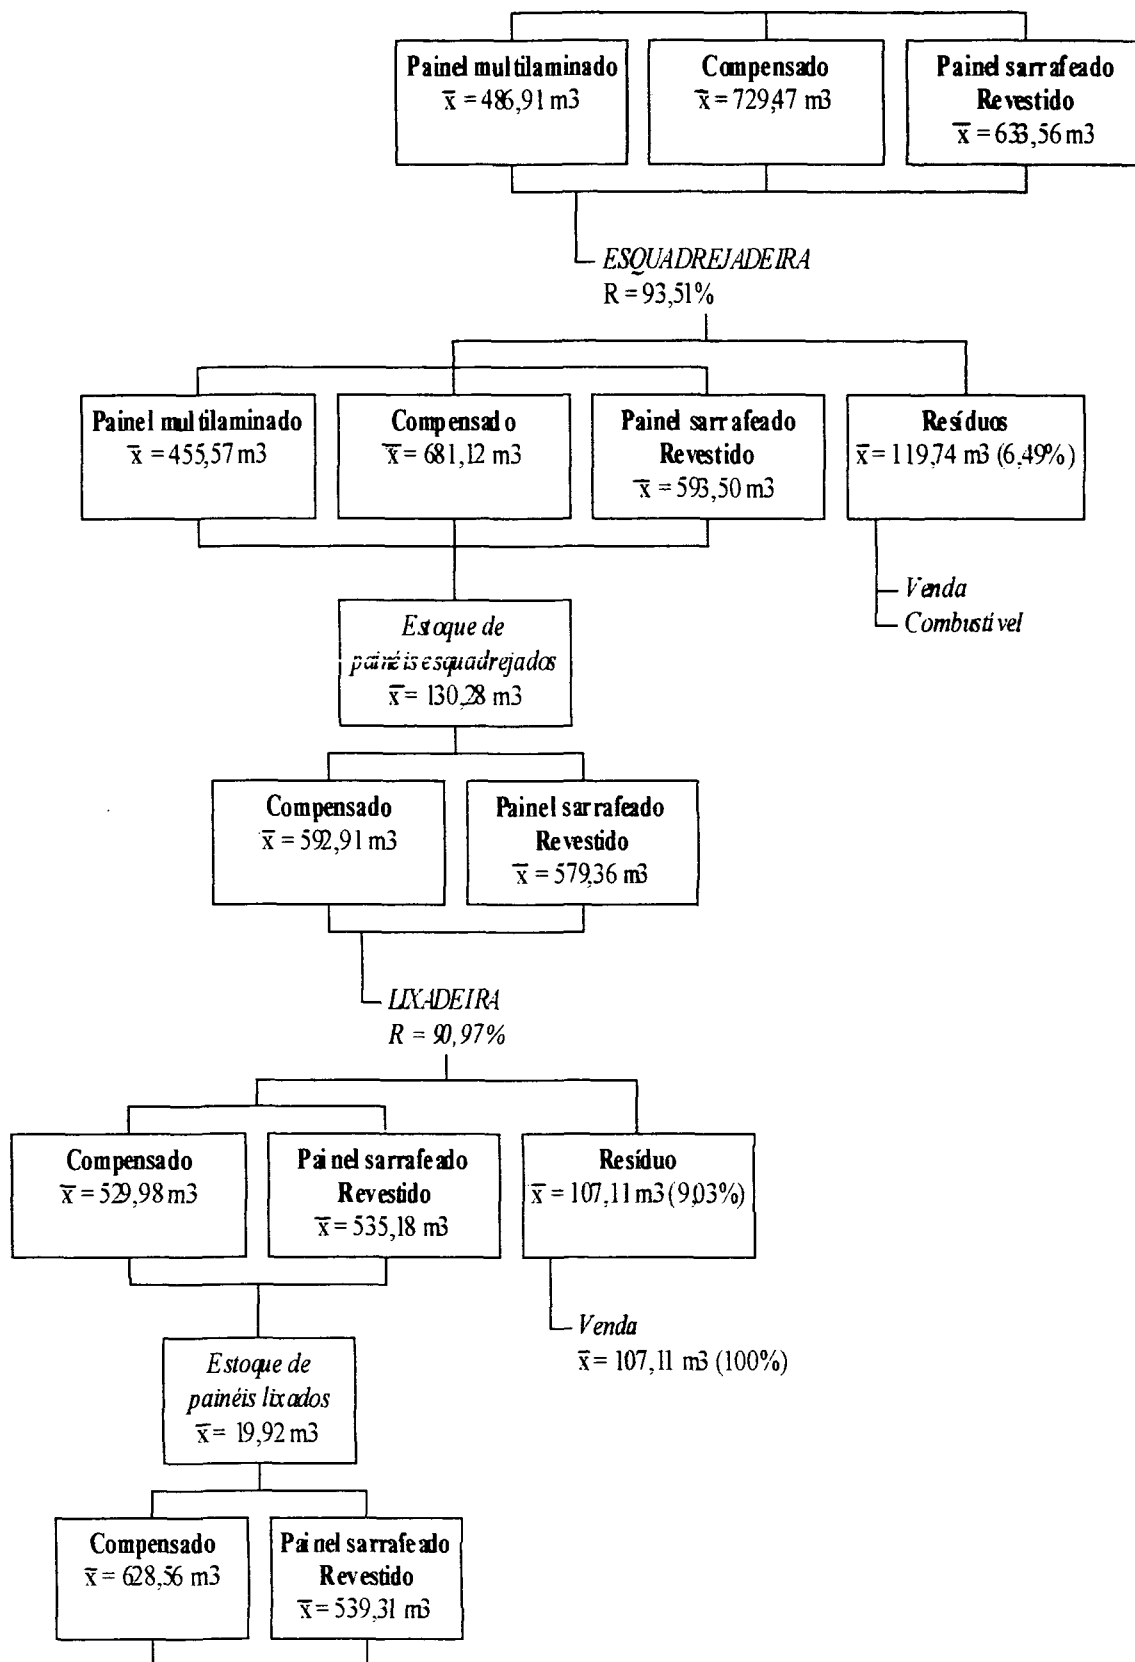 Painel multilaminado
x̅ = 486,91 m3
Compensado
x̅ = 729,47 m3
Painel sarrafeado
Revestido
x̅ = 633,56 m3
ESQUADREJADEIRA
R = 93,51%
Painel multilaminado
x̅ = 455,57 m3
Compensado
x̅ = 681,12 m3
Painel sarrafeado
Revestido
x̅ = 593,50 m3
Resíduos
x̅ = 119,74 m3 (6,49%)
Venda
Combustível
Estoque de
painéis esquadrejados
x̅ = 130,28 m3
Compensado
x̅ = 592,91 m3
Painel sarrafeado
Revestido
x̅ = 579,36 m3
LIXADEIRA
R = 90,97%
Compensado
x̅ = 529,98 m3
Painel sarrafeado
Revestido
x̅ = 535,18 m3
Resíduo
x̅ = 107,11 m3 (9,03%)
Venda
x̅ = 107,11 m3 (100%)
Estoque de
painéis lixados
x̅ = 19,92 m3
Compensado
x̅ = 628,56 m3
Painel sarrafeado
Revestido
x̅ = 539,31 m3